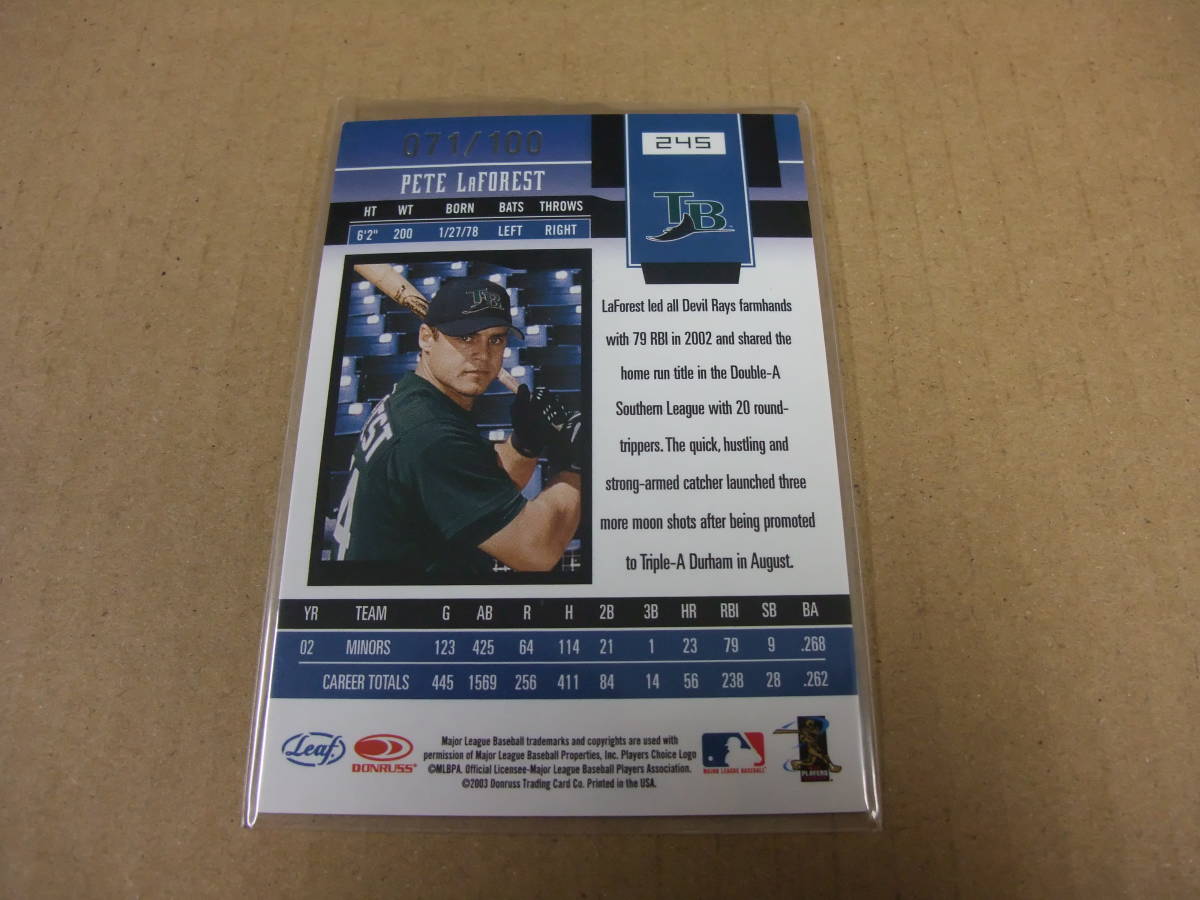 071/100
245
PETE LaFOREST
TB
HT WT BORN BATS THROWS
6'2" 200 1/27/78 LEFT RIGHT
TB
EST
4
LaForest led all Devil Rays farmhands
with 79 RBI in 2002 and shared the
home run title in the Double-A
Southern League with 20 round-
trippers. The quick, hustling and
strong-armed catcher launched three
more moon shots after being promoted
to Triple-A Durham in August.
YR TEAM G AB R H 2B 3B HR RBI SB BA
02 MINORS 123 425 64 114 21 1 23 79 9 .268
CAREER TOTALS 445 1569 256 411 84 14 56 238 28 .262
Leaf
DONRUSS
Major League Baseball trademarks and copyrights are used with
permission of Major League Baseball Properties, Inc. Players Choice Logo
©MLBPA. Official Licensee-Major League Baseball Players Association.
©2003 Donruss Trading Card Co. Printed in the USA.
MAJOR LEAGUE BASEBALL
PLAYERS